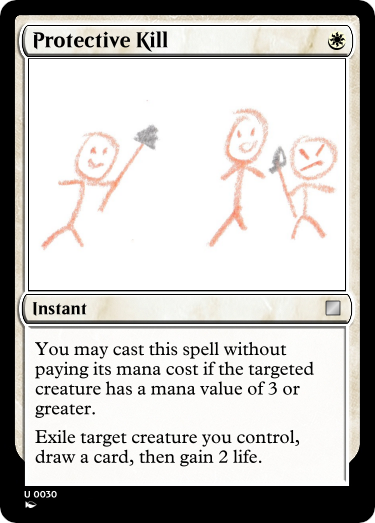 Protective Kill
Instant
You may cast this spell without
paying its mana cost if the targeted
creature has a mana value of 3 or
greater.
Exile target creature you control,
draw a card, then gain 2 life.
U 0030